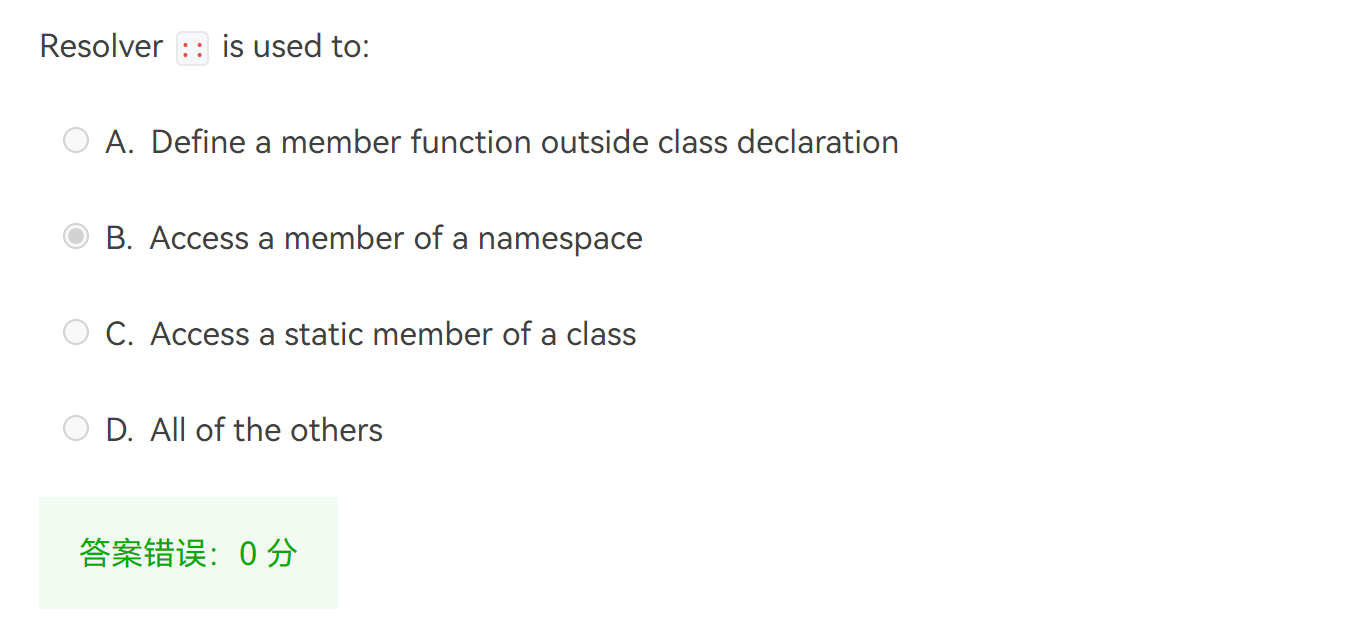 Resolver :: is used to:
A. Define a member function outside class declaration
B. Access a member of a namespace
C. Access a static member of a class
D. All of the others
答案错误：0 分